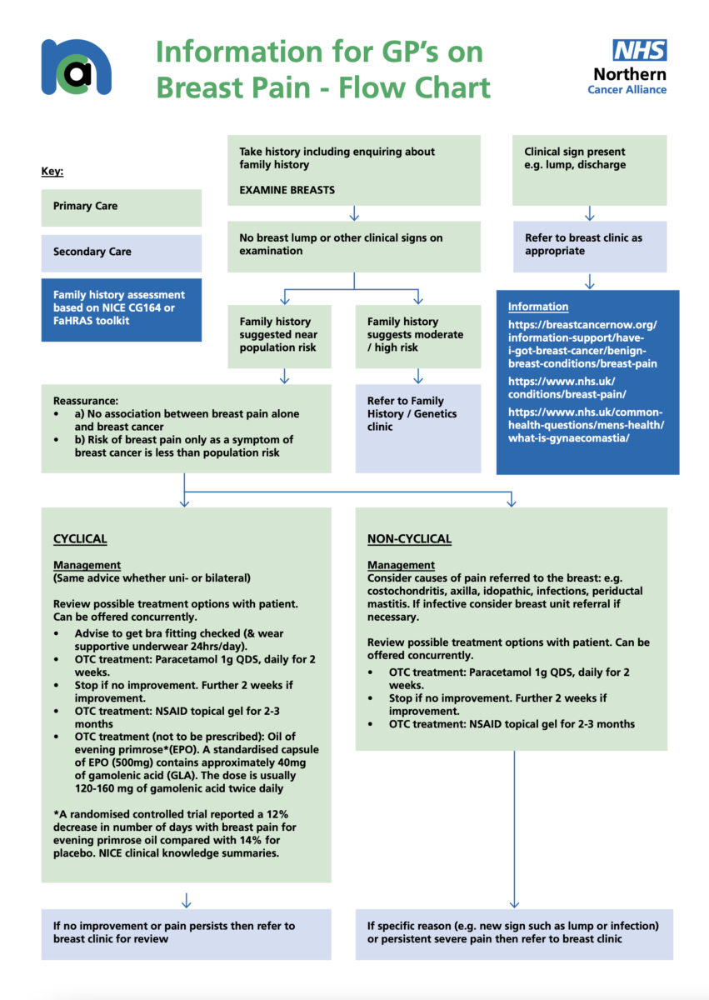 Information for GP's on
Breast Pain - Flow Chart
na
NHS
Northern
Cancer Alliance
Key:
Primary Care
Secondary Care
Family history assessment
based on NICE CG164 or
FaHRAS toolkit
Take history including enquiring about
family history
EXAMINE BREASTS
Clinical sign present
e.g. lump, discharge
No breast lump or other clinical signs on
examination
Refer to breast clinic as
appropriate
Family history
suggested near
population risk
Family history
suggests moderate
/ high risk
Information
https://breastcancernow.org/
information-support/have-
i-got-breast-cancer/benign-
breast-conditions/breast-pain
https://www.nhs.uk/
conditions/breast-pain/
https://www.nhs.uk/common-
health-questions/mens-health/
what-is-gynaecomastia/
Reassurance:
• a) No association between breast pain alone
and breast cancer
• b) Risk of breast pain only as a symptom of
breast cancer is less than population risk
Refer to Family
History / Genetics
clinic
CYCLICAL
Management
(Same advice whether uni- or bilateral)
Review possible treatment options with patient.
Can be offered concurrently.
• Advise to get bra fitting checked (& wear
supportive underwear 24hrs/day).
• OTC treatment: Paracetamol 1g QDS, daily for 2
weeks.
• Stop if no improvement. Further 2 weeks if
improvement.
• OTC treatment: NSAID topical gel for 2-3
months
• OTC treatment (not to be prescribed): Oil of
evening primrose*(EPO). A standardised capsule
of EPO (500mg) contains approximately 40mg
of gamolenic acid (GLA). The dose is usually
120-160 mg of gamolenic acid twice daily
*A randomised controlled trial reported a 12%
decrease in number of days with breast pain for
evening primrose oil compared with 14% for
placebo. NICE clinical knowledge summaries.
NON-CYCLICAL
Management
Consider causes of pain referred to the breast: e.g.
costochondritis, axilla, idopathic, infections, periductal
mastitis. If infective consider breast unit referral if
necessary.
Review possible treatment options with patient. Can be
offered concurrently.
• OTC treatment: Paracetamol 1g QDS, daily for 2
weeks.
• Stop if no improvement. Further 2 weeks if
improvement.
• OTC treatment: NSAID topical gel for 2-3 months
If no improvement or pain persists then refer to
breast clinic for review
If specific reason (e.g. new sign such as lump or infection)
or persistent severe pain then refer to breast clinic